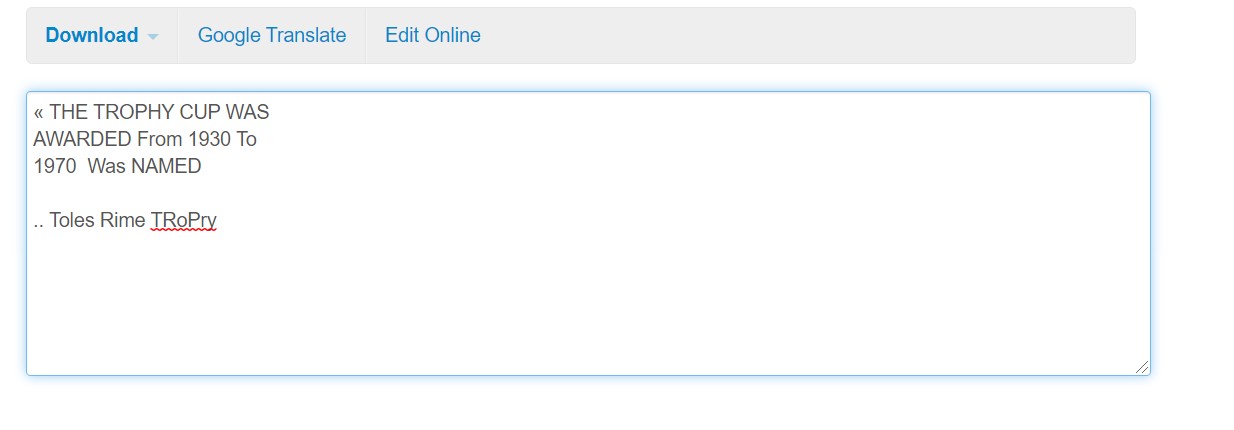 Download
Google Translate
Edit Online
« THE TROPHY CUP WAS
AWARDED From 1930 To
1970  Was NAMED
.. Toles Rime TRoPry